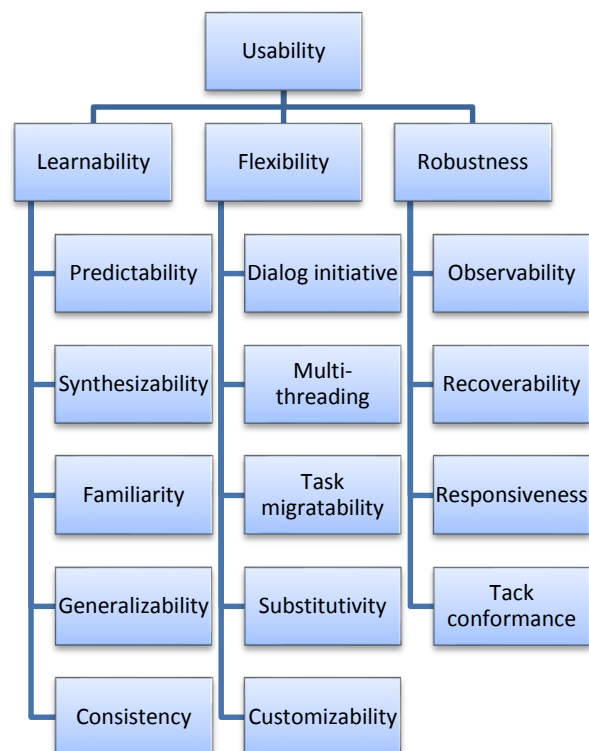 Usability
Learnability
Flexibility
Robustness
Predictability
Dialog initiative
Observability
Synthesizability
Multi-
threading
Recoverability
Familiarity
Task
migratability
Responsiveness
Generalizability
Substitutivity
Tack
conformance
Consistency
Customizability